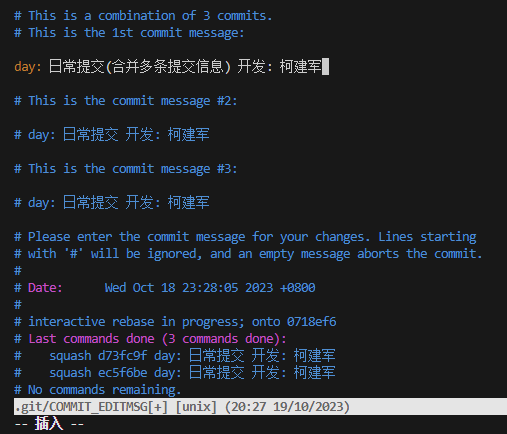 # This is a combination of 3 commits.
# This is the 1st commit message:
day: 日常提交(合并多条提交信息) 开发: 柯建军
# This is the commit message #2:
# day: 日常提交 开发: 柯建军
# This is the commit message #3:
# day: 日常提交 开发: 柯建军
# Please enter the commit message for your changes. Lines starting
# with '#' will be ignored, and an empty message aborts the commit.
#
# Date:      Wed Oct 18 23:28:05 2023 +0800
#
# interactive rebase in progress; onto 0718ef6
# Last commands done (3 commands done):
#    squash d73fc9f day: 日常提交 开发: 柯建军
#    squash ec5f6be day: 日常提交 开发: 柯建军
# No commands remaining.
.git/COMMIT_EDITMSG[+] [unix] (20:27 19/10/2023)
-- 插入 --